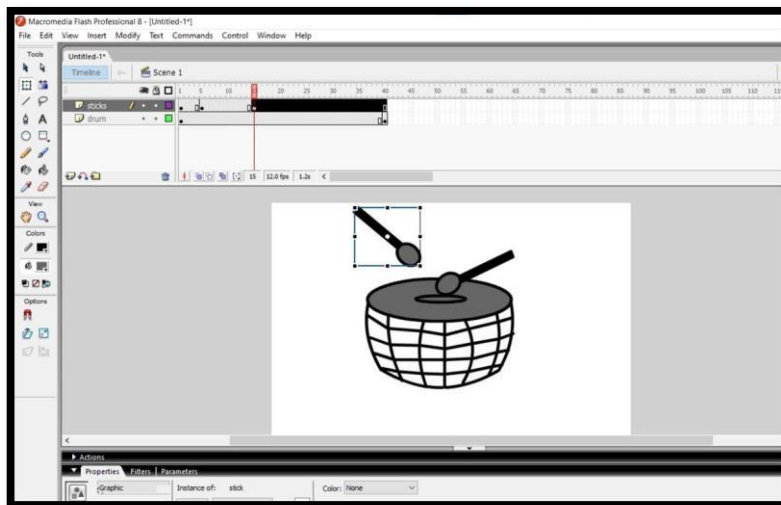 Macromedia Flash Professional 8 - [Untitled-1*]
File Edit View Insert Modify Text Commands Control Window Help
Tools
Untitled-1*
Timeline Scene 1
1 5 10 15 20 25 30 35 40 45 50 55 60 65 70 75 80 85 90 95 100 105 110
sticks
drum
15 12.0 fps 1.2s
View
Colors
Options
Actions
Properties Filters Parameters
Graphic Instance of: stick Color: None